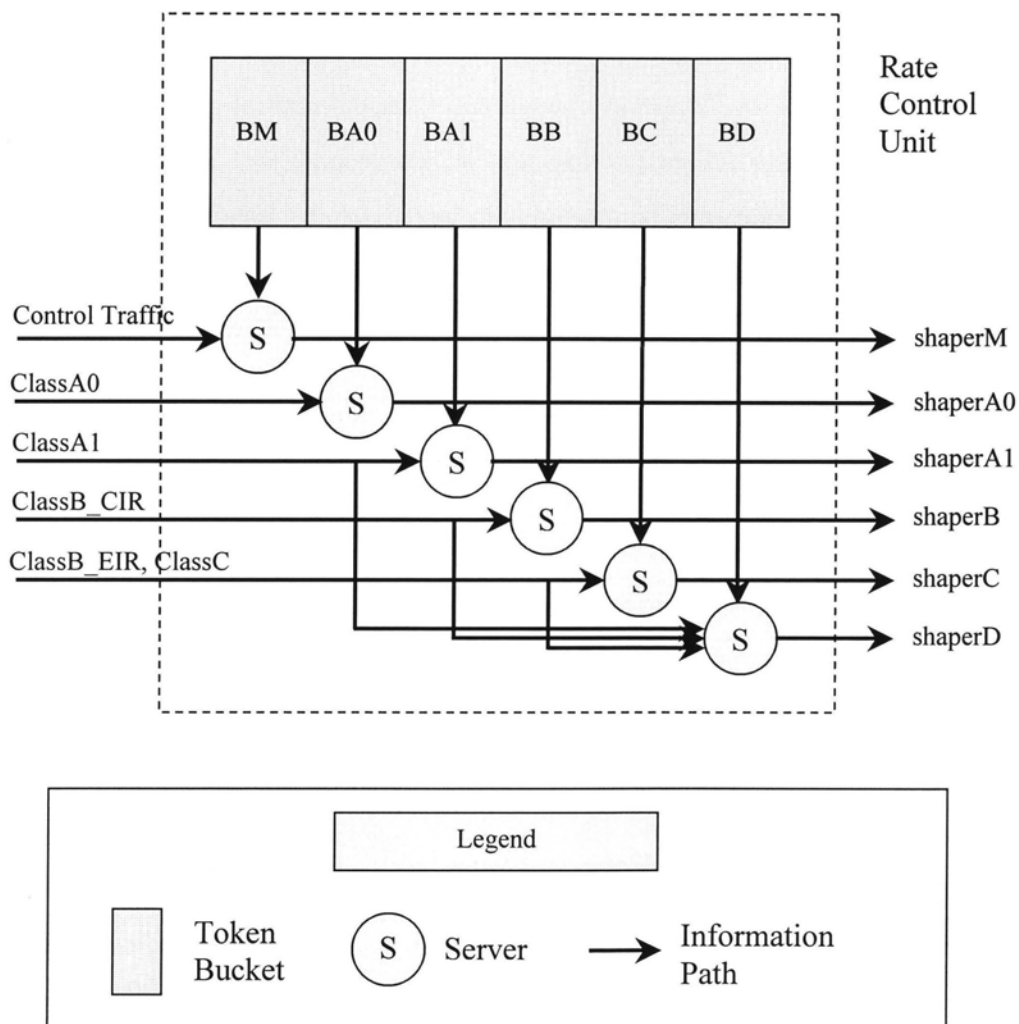 Rate
Control
Unit
BM BA0 BA1 BB BC BD
Control Traffic
S
shaperM
ClassA0
S
shaperA0
ClassA1
S
shaperA1
ClassB_CIR
S
shaperB
ClassB_EIR, ClassC
S
shaperC
S
shaperD
Legend
Token
Bucket
S
Server
Information
Path